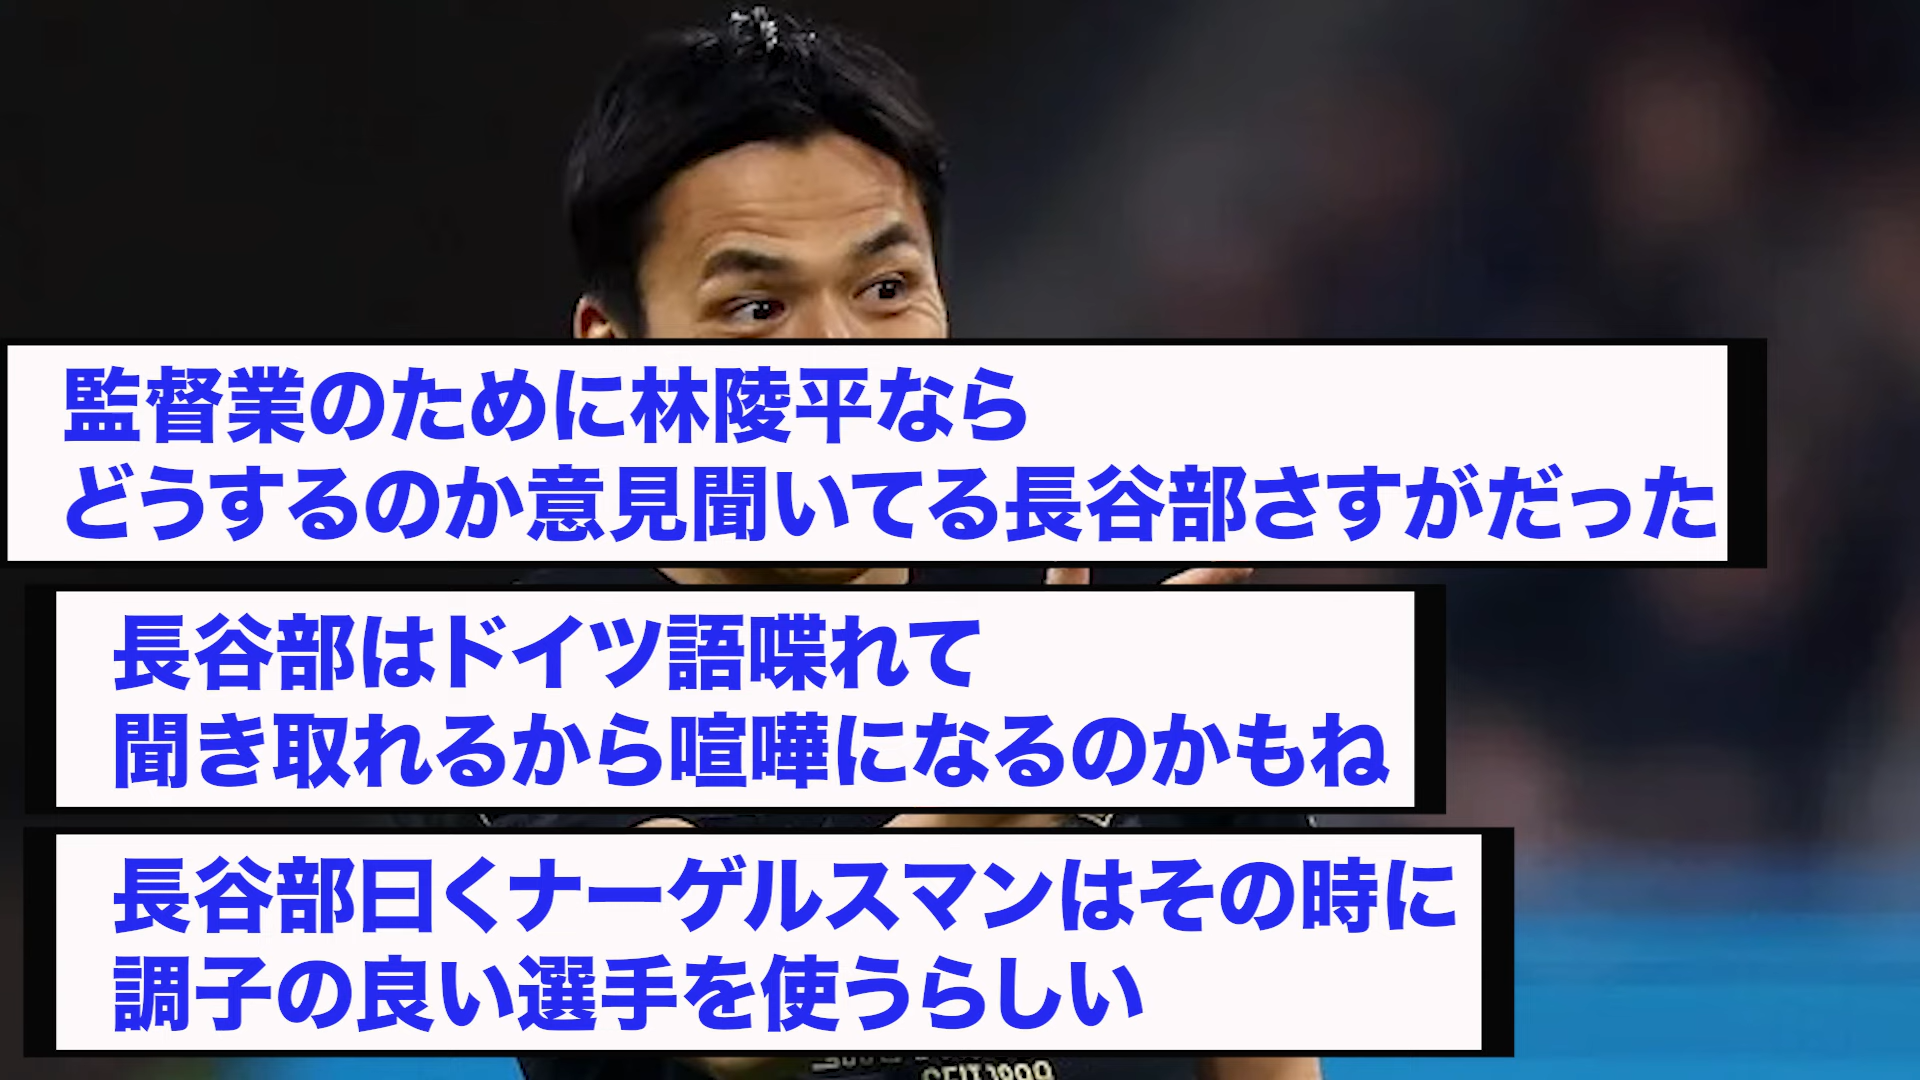 監督業のために林陵平なら
どうするのか意見聞いてる長谷部さすがだった
長谷部はドイツ語喋れて
聞き取れるから喧嘩になるのかもね
長谷部曰くナーゲルスマンはその時に
調子の良い選手を使うらしい
SEIT 1899